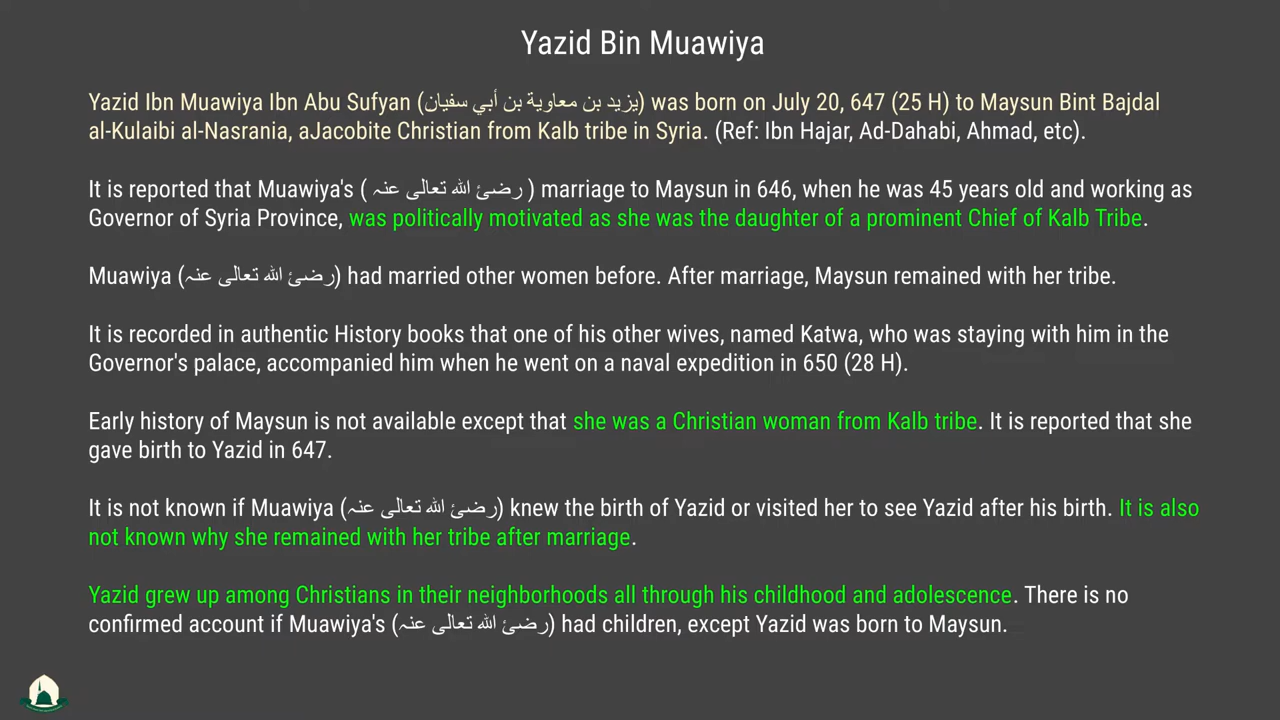 Yazid Bin Muawiya
Yazid Ibn Muawiya Ibn Abu Sufyan (يزيد بن معاوية بن أبي سفيان) was born on July 20, 647 (25 H) to Maysun Bint Bajdal
al-Kulaibi al-Nasrania, aJacobite Christian from Kalb tribe in Syria. (Ref: Ibn Hajar, Ad-Dahabi, Ahmad, etc).
It is reported that Muawiya's ( رضئ الله تعالی عنہ ) marriage to Maysun in 646, when he was 45 years old and working as
Governor of Syria Province, was politically motivated as she was the daughter of a prominent Chief of Kalb Tribe.
Muawiya (رضئ الله تعالی عنہ) had married other women before. After marriage, Maysun remained with her tribe.
It is recorded in authentic History books that one of his other wives, named Katwa, who was staying with him in the
Governor's palace, accompanied him when he went on a naval expedition in 650 (28 H).
Early history of Maysun is not available except that she was a Christian woman from Kalb tribe. It is reported that she
gave birth to Yazid in 647.
It is not known if Muawiya (رضئ الله تعالی عنہ) knew the birth of Yazid or visited her to see Yazid after his birth. It is also
not known why she remained with her tribe after marriage.
Yazid grew up among Christians in their neighborhoods all through his childhood and adolescence. There is no
confirmed account if Muawiya's (رضئ الله تعالی عنہ) had children, except Yazid was born to Maysun.